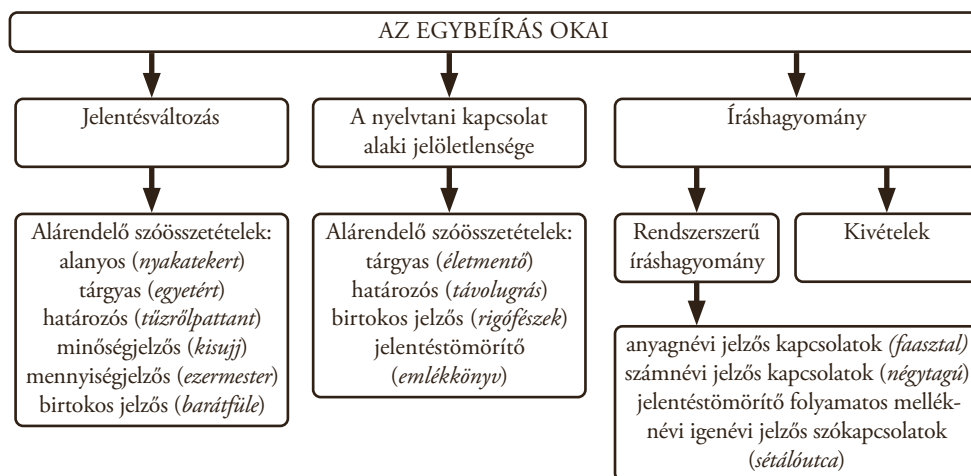 AZ EGYBEÍRÁS OKAI
Jelentésváltozás
A nyelvtani kapcsolat
alaki jelöletlensége
Íráshagyomány
Alárendelő szóösszetételek:
alanyos (nyakatekert)
tárgyas (egyetért)
határozós (tűzrőlpattant)
minőségjelzős (kisujj)
mennyiségjelzős (ezermester)
birtokos jelzős (barátfüle)
Alárendelő szóösszetételek:
tárgyas (életmentő)
határozós (távolugrás)
birtokos jelzős (rigófészek)
jelentéstömörítő
(emlékkönyv)
Rendszerszerű
íráshagyomány
Kivételek
anyagnévi jelzős kapcsolatok (faasztal)
számnévi jelzős kapcsolatok (négytagú)
jelentéstömörítő folyamatos mellék-
névi igenévi jelzős szókapcsolatok
(sétálóutca)